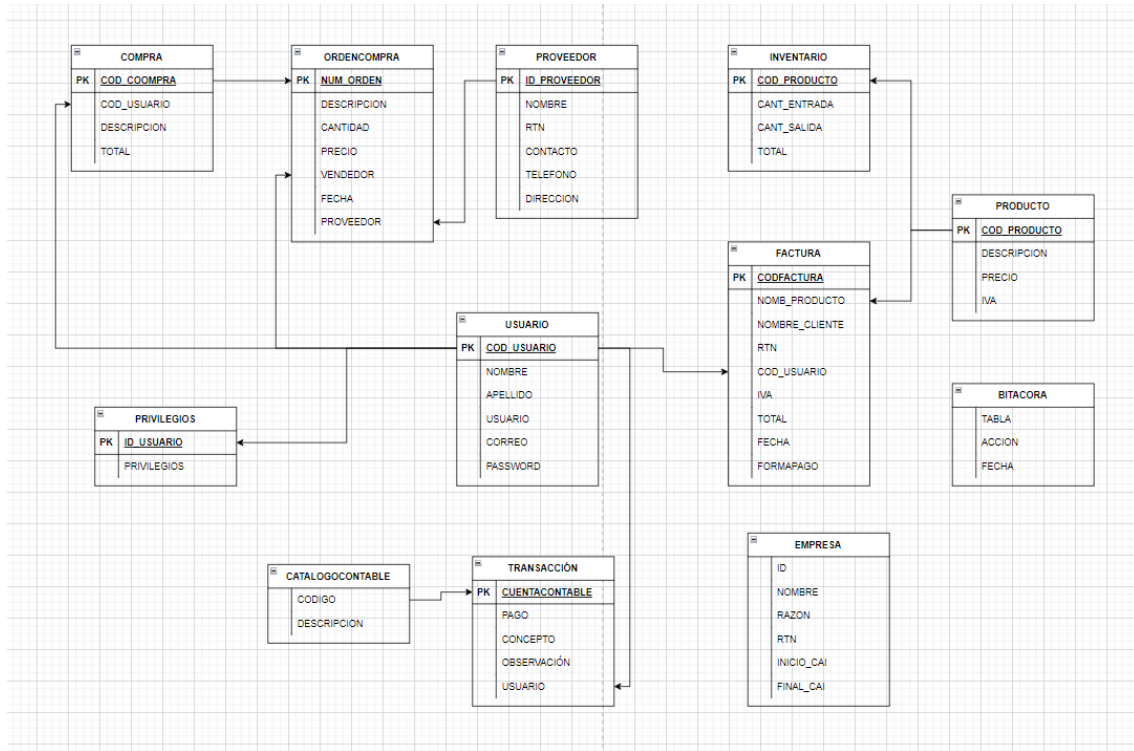 COMPRA
PK COD_COOMPRA
COD_USUARIO
DESCRIPCION
TOTAL
ORDENCOMPRA
PK NUM_ORDEN
DESCRIPCION
CANTIDAD
PRECIO
VENDEDOR
FECHA
PROVEEDOR
PROVEEDOR
PK ID_PROVEEDOR
NOMBRE
RTN
CONTACTO
TELEFONO
DIRECCION
INVENTARIO
PK COD_PRODUCTO
CANT_ENTRADA
CANT_SALIDA
TOTAL
PRODUCTO
PK COD_PRODUCTO
DESCRIPCION
PRECIO
IVA
FACTURA
PK CODFACTURA
NOMB_PRODUCTO
NOMBRE_CLIENTE
RTN
COD_USUARIO
IVA
TOTAL
FECHA
FORMAPAGO
USUARIO
PK COD_USUARIO
NOMBRE
APELLIDO
USUARIO
CORREO
PASSWORD
PRIVILEGIOS
PK ID_USUARIO
PRIVILEGIOS
BITACORA
TABLA
ACCION
FECHA
CATALOGOCONTABLE
CODIGO
DESCRIPCION
TRANSACCIÓN
PK CUENTACONTABLE
PAGO
CONCEPTO
OBSERVACIÓN
USUARIO
EMPRESA
ID
NOMBRE
RAZON
RTN
INICIO_CAI
FINAL_CAI